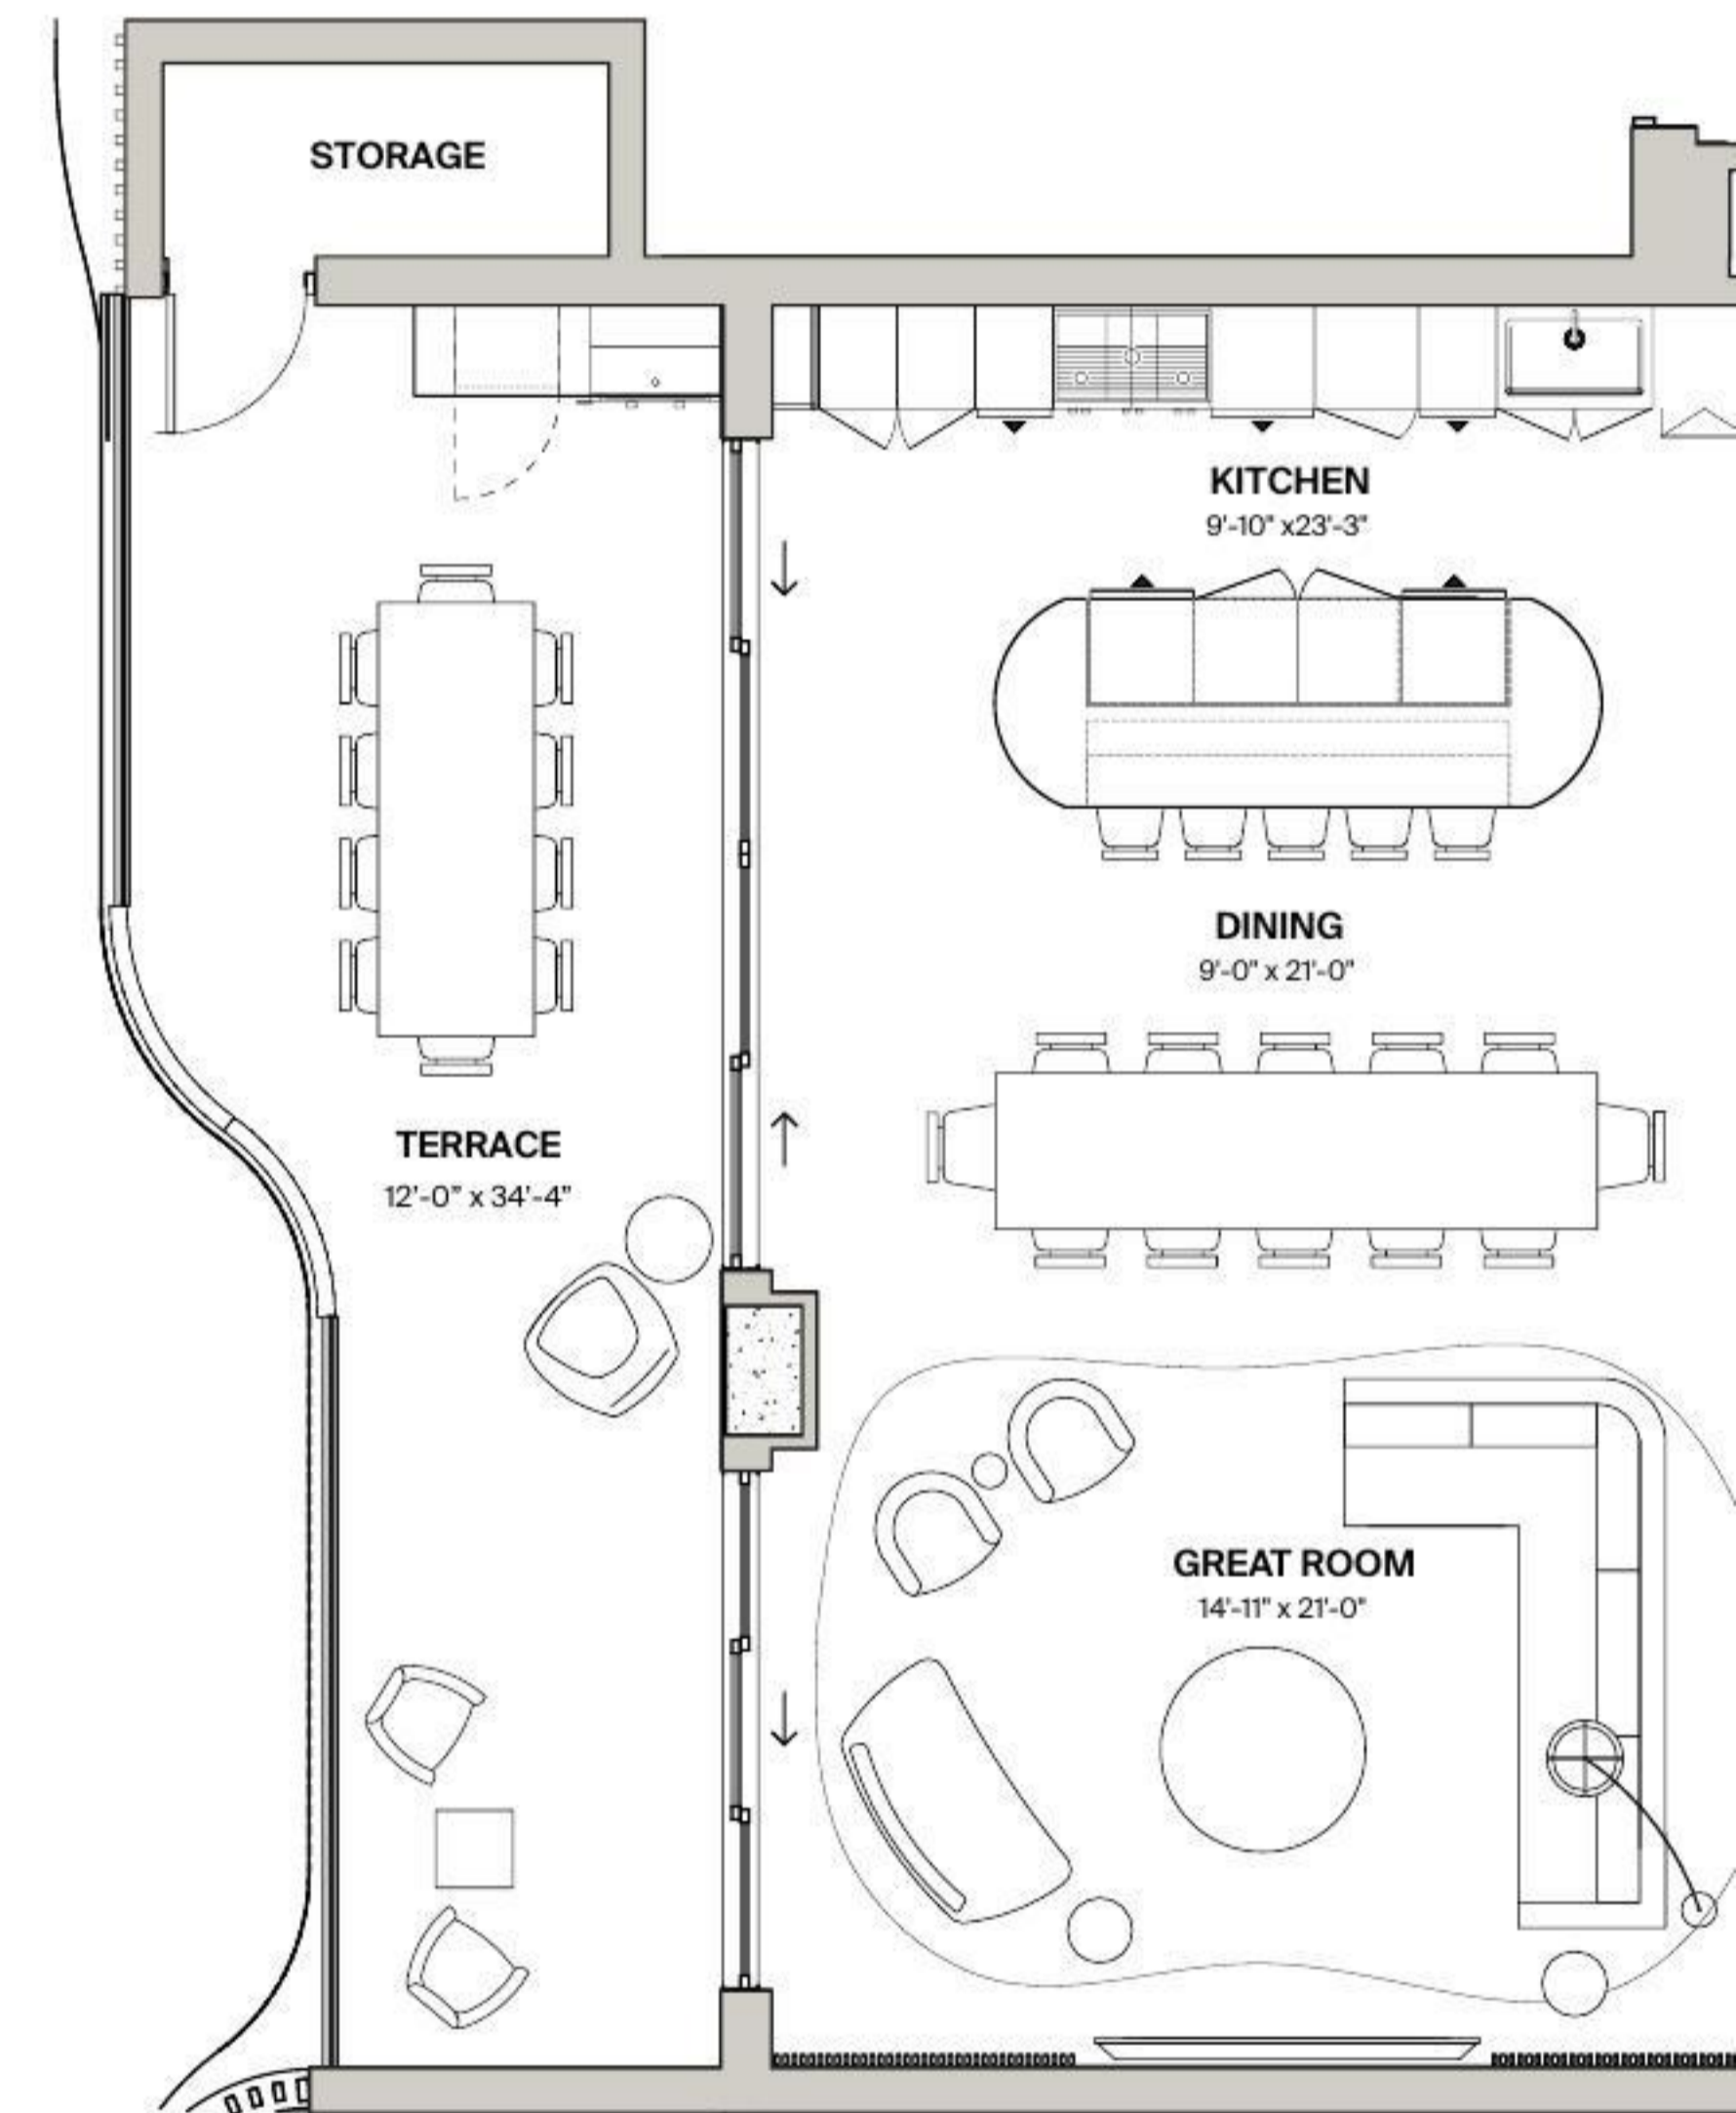 STORAGE
KITCHEN
9'-10" x23'-3"
DINING
9'-0" x 21'-0"
TERRACE
12'-0" x 34'-4"
GREAT ROOM
14'-11" x 21'-0"